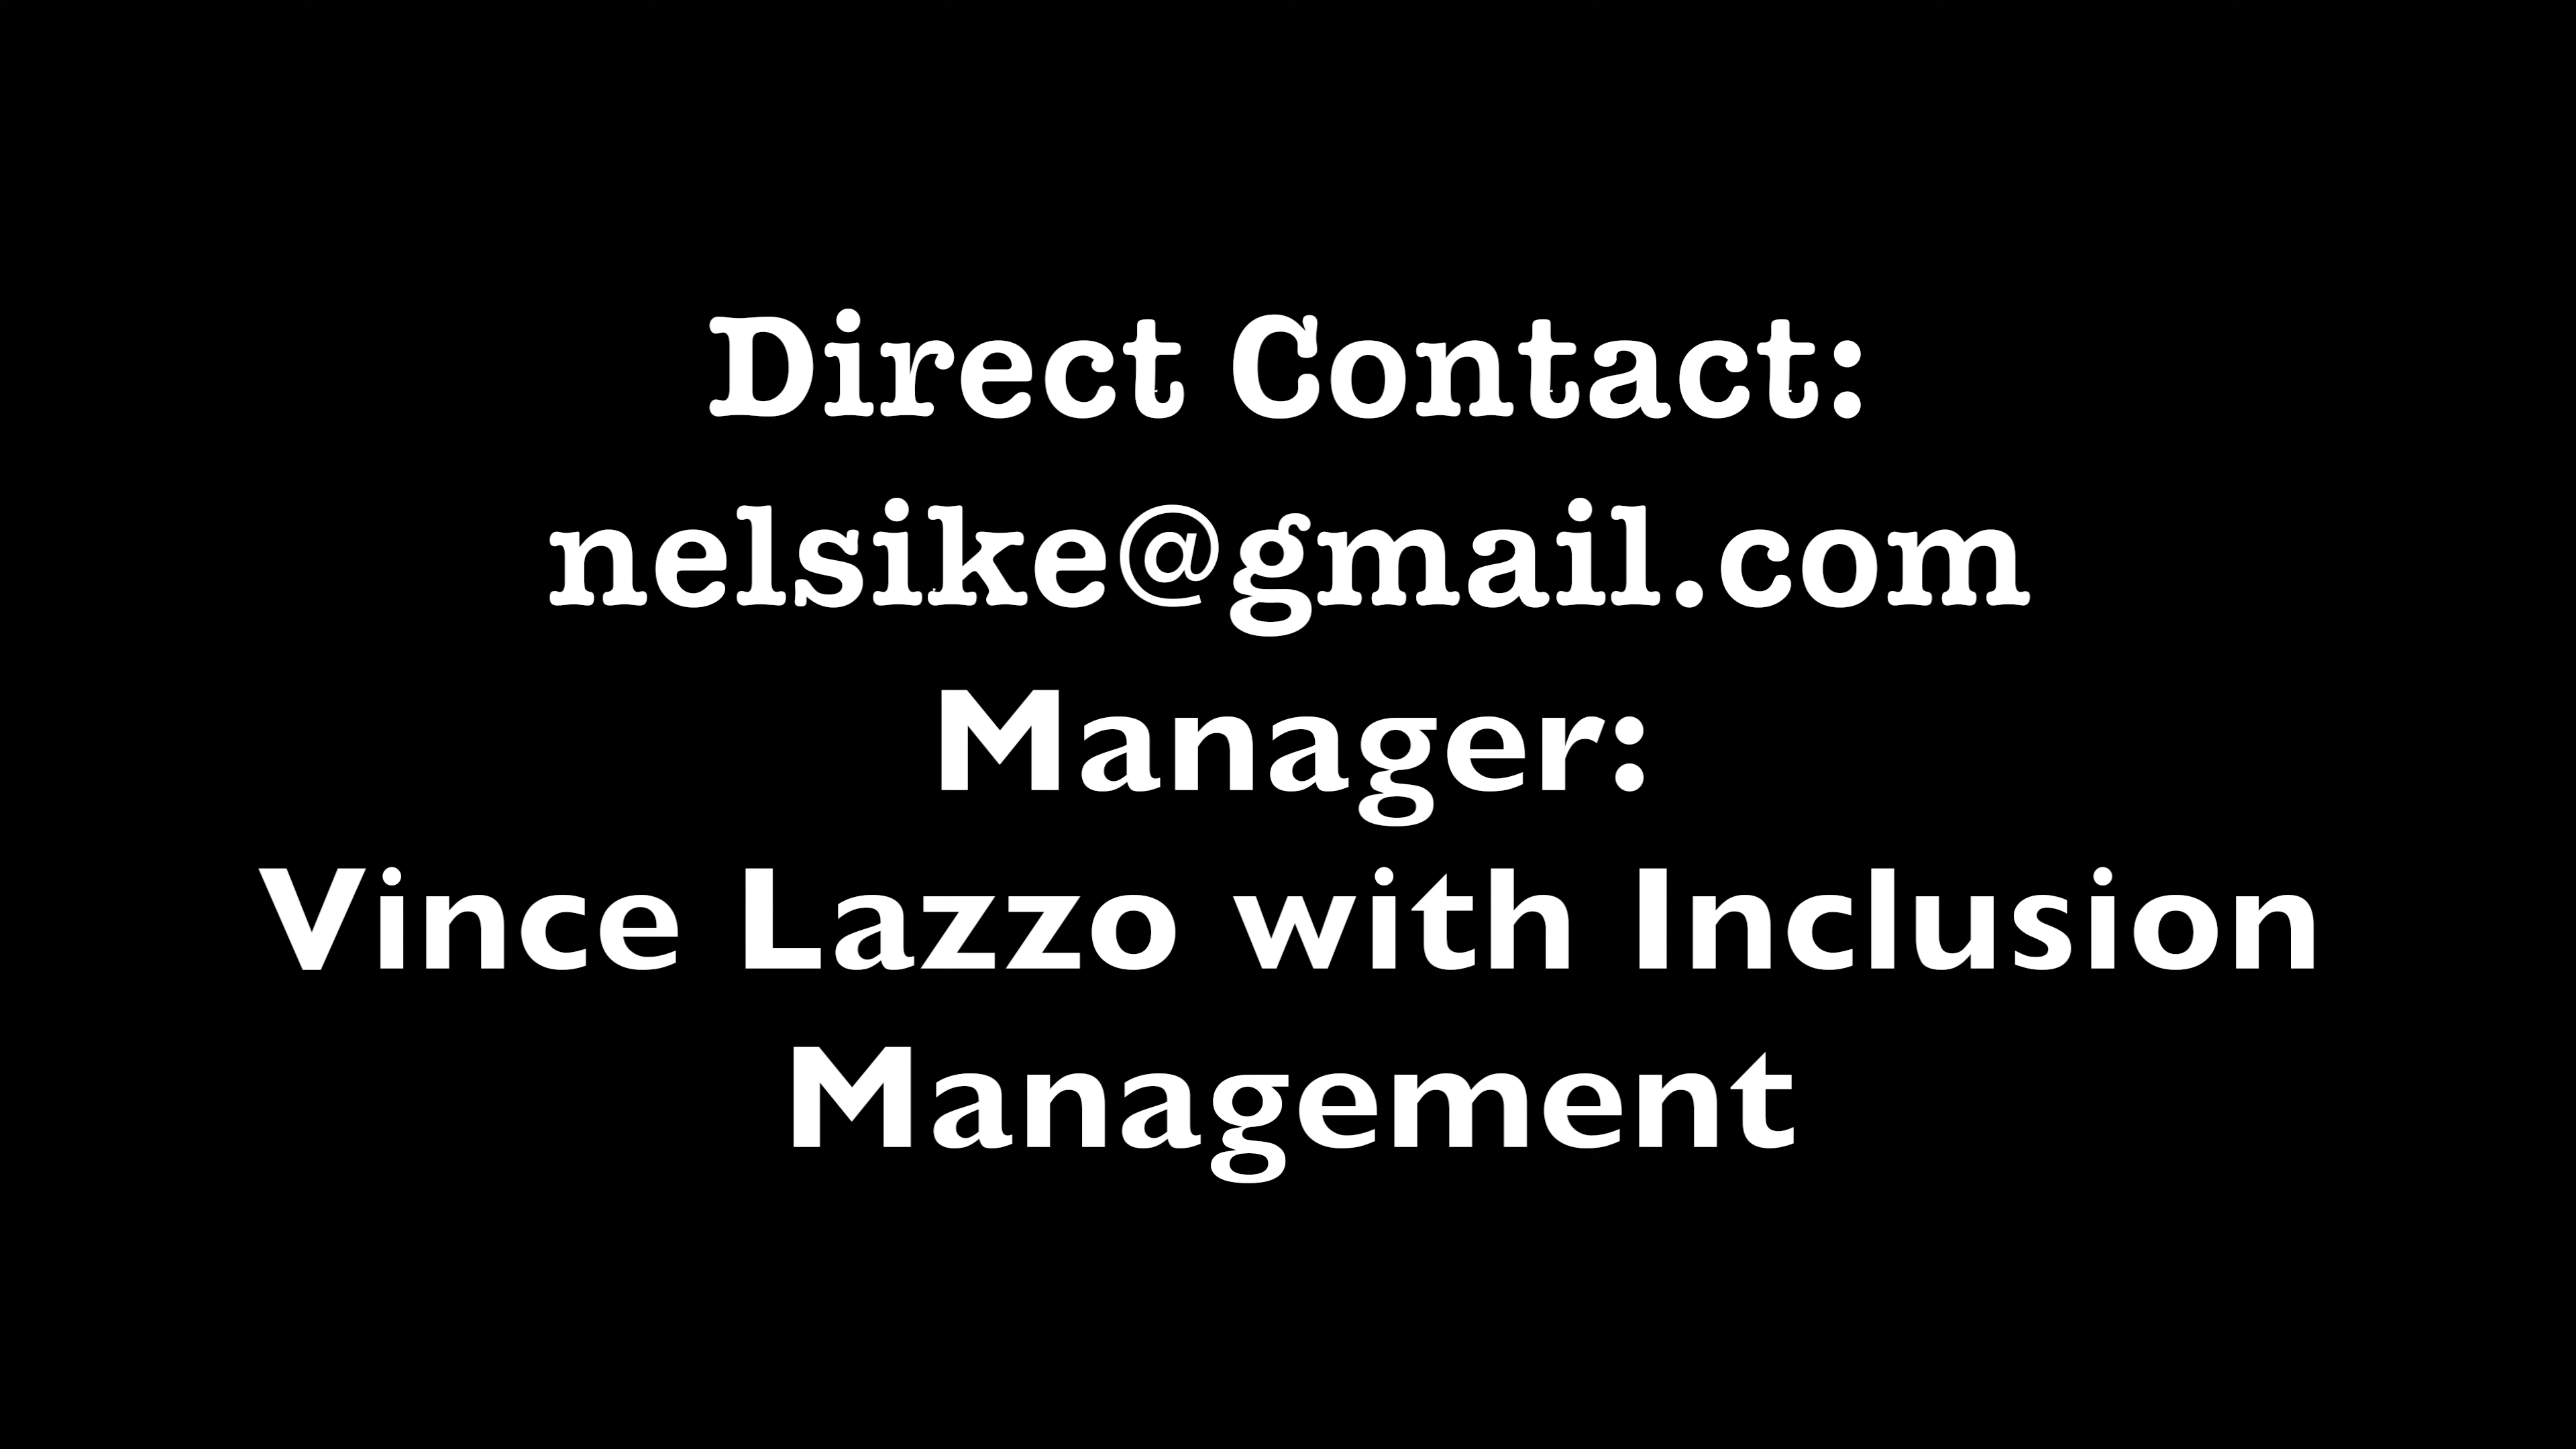 Direct Contact:
nelsike@gmail.com
Manager:
Vince Lazzo with Inclusion
Management